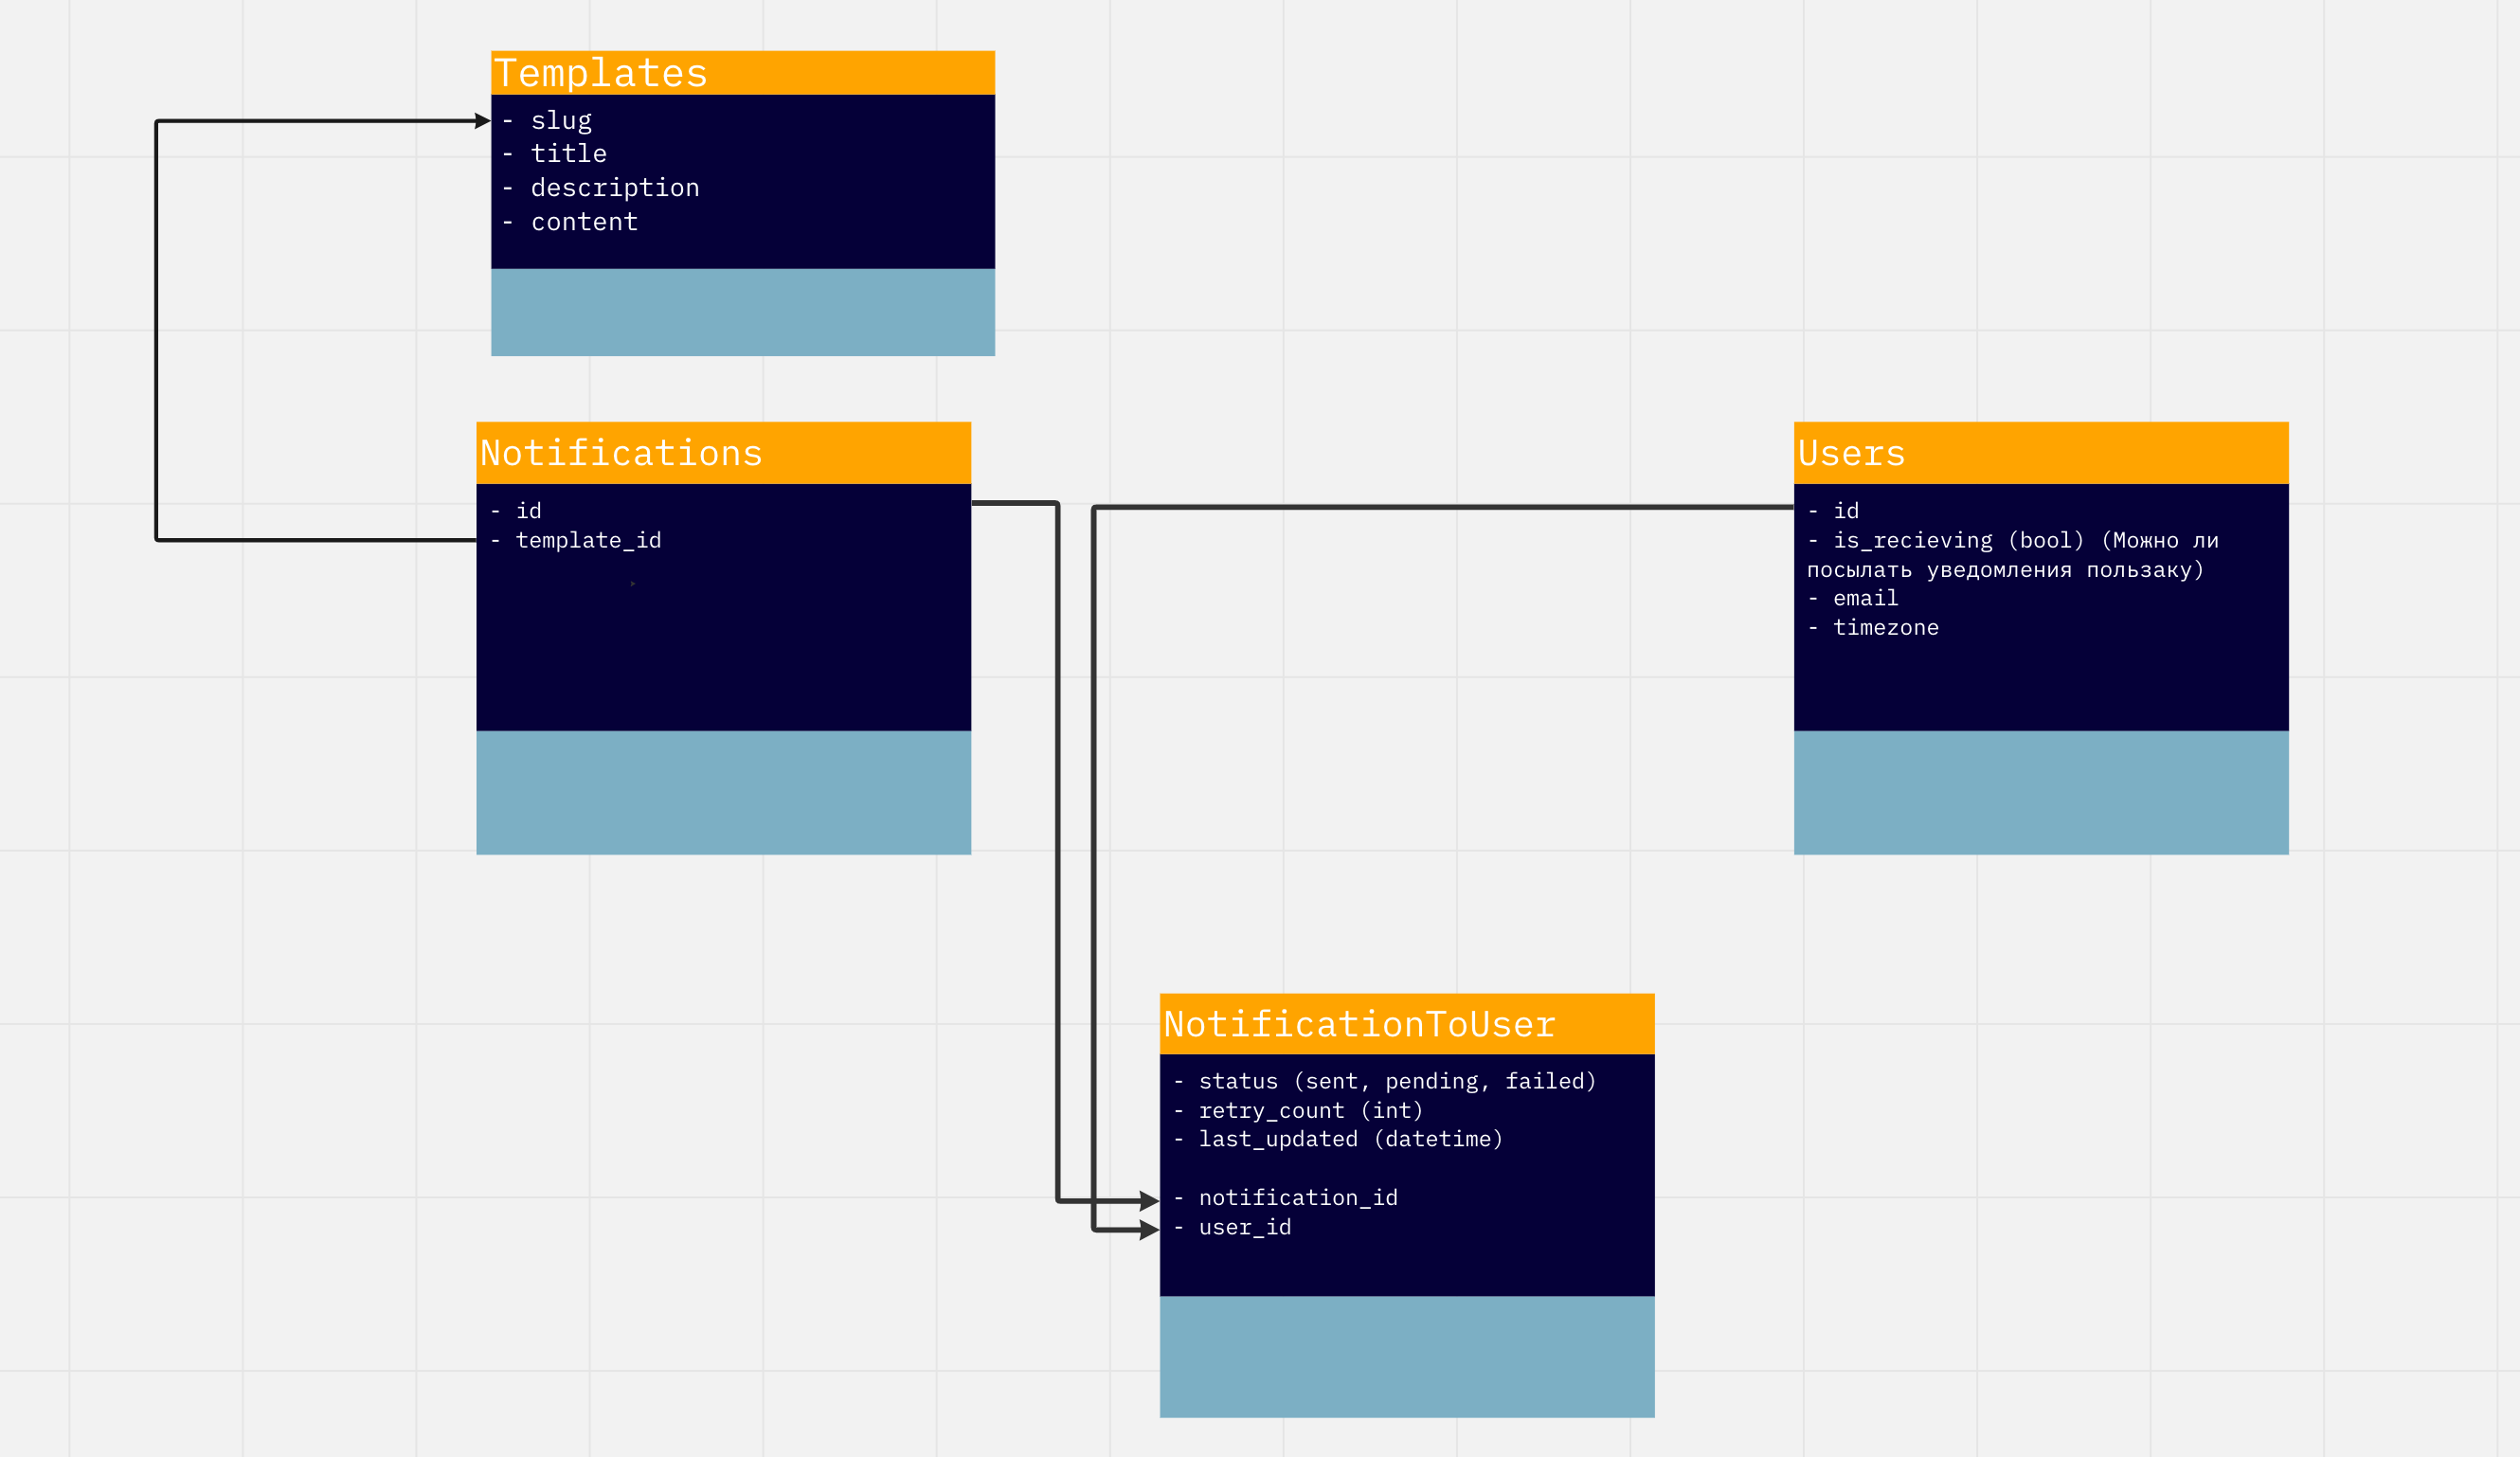 Templates
- slug
- title
- description
- content
Notifications
- id
- template_id
Users
- id
- is_recieving (bool) (Можно ли
посылать уведомления пользаку)
- email
- timezone
NotificationToUser
- status (sent, pending, failed)
- retry_count (int)
- last_updated (datetime)
- notification_id
- user_id